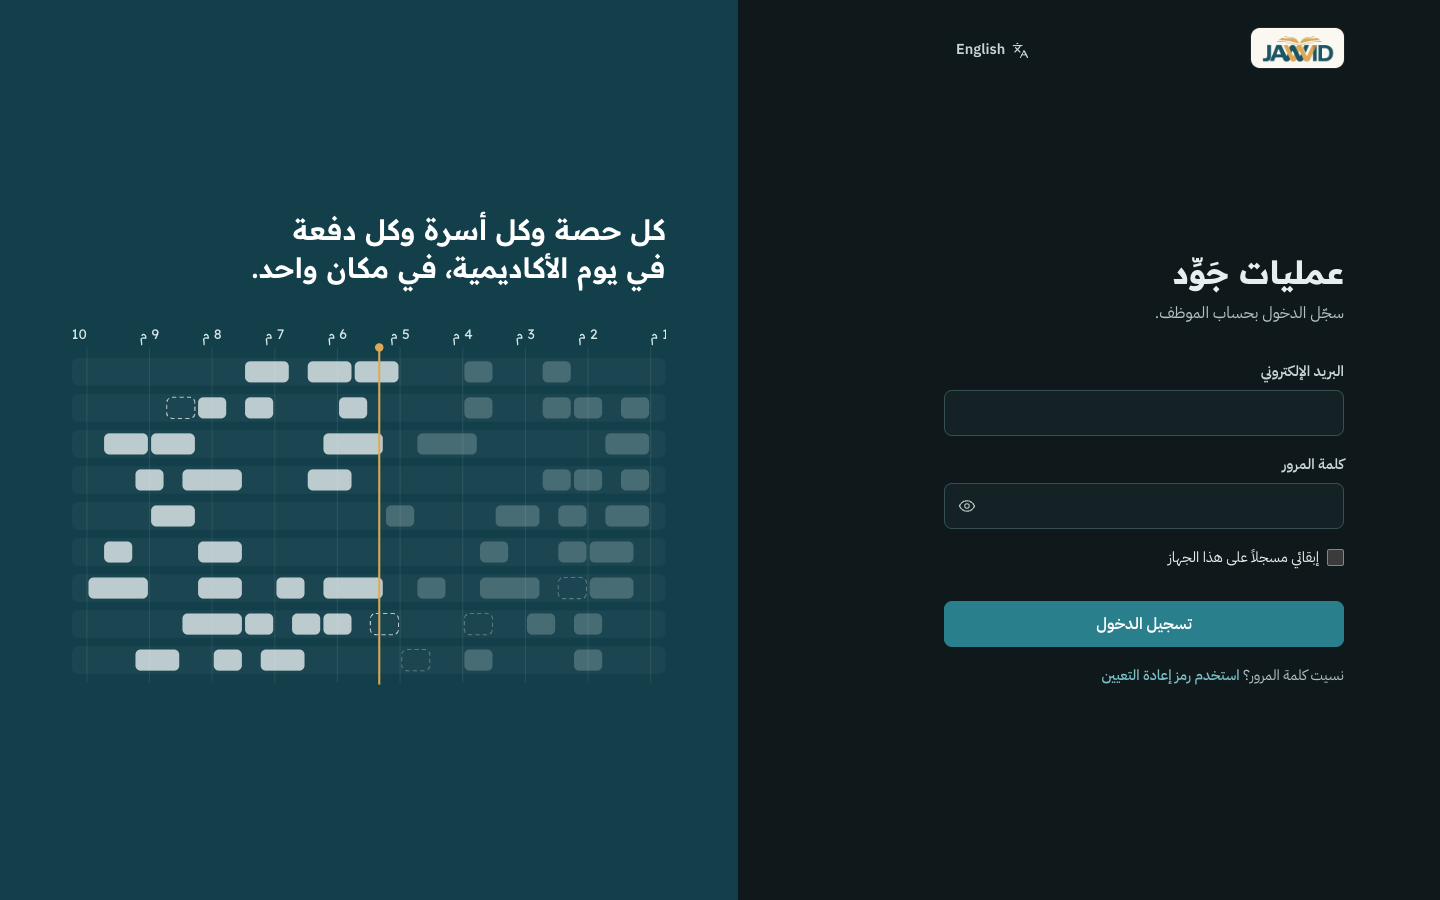 JAWWID
English
عمليات جَوِّد
سجّل الدخول بحساب الموظف.
البريد الإلكتروني
كلمة المرور
إبقائي مسجلاً على هذا الجهاز
تسجيل الدخول
نسيت كلمة المرور؟ استخدم رمز إعادة التعيين
كل حصة وكل أسرة وكل دفعة
في يوم الأكاديمية، في مكان واحد.
1 م 2 م 3 م 4 م 5 م 6 م 7 م 8 م 9 م 10